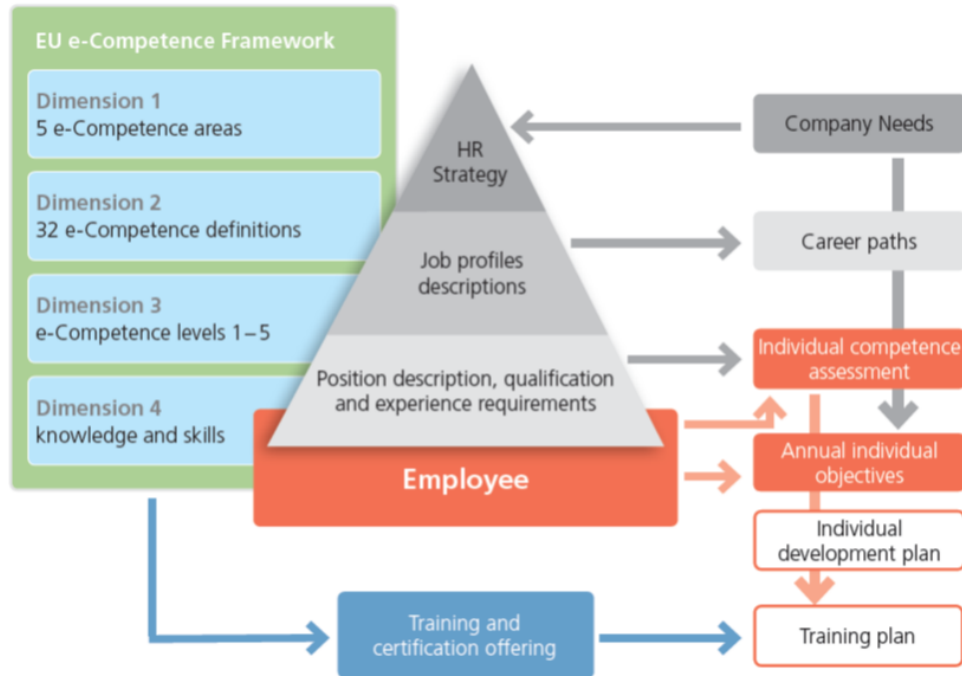 EU e-Competence Framework
Dimension 1
5 e-Competence areas
Dimension 2
32 e-Competence definitions
Dimension 3
e-Competence levels 1–5
Dimension 4
knowledge and skills
HR
Strategy
Job profiles
descriptions
Position description, qualification
and experience requirements
Employee
Company Needs
Career paths
Individual competence
assessment
Annual individual
objectives
Individual
development plan
Training and
certification offering
Training plan